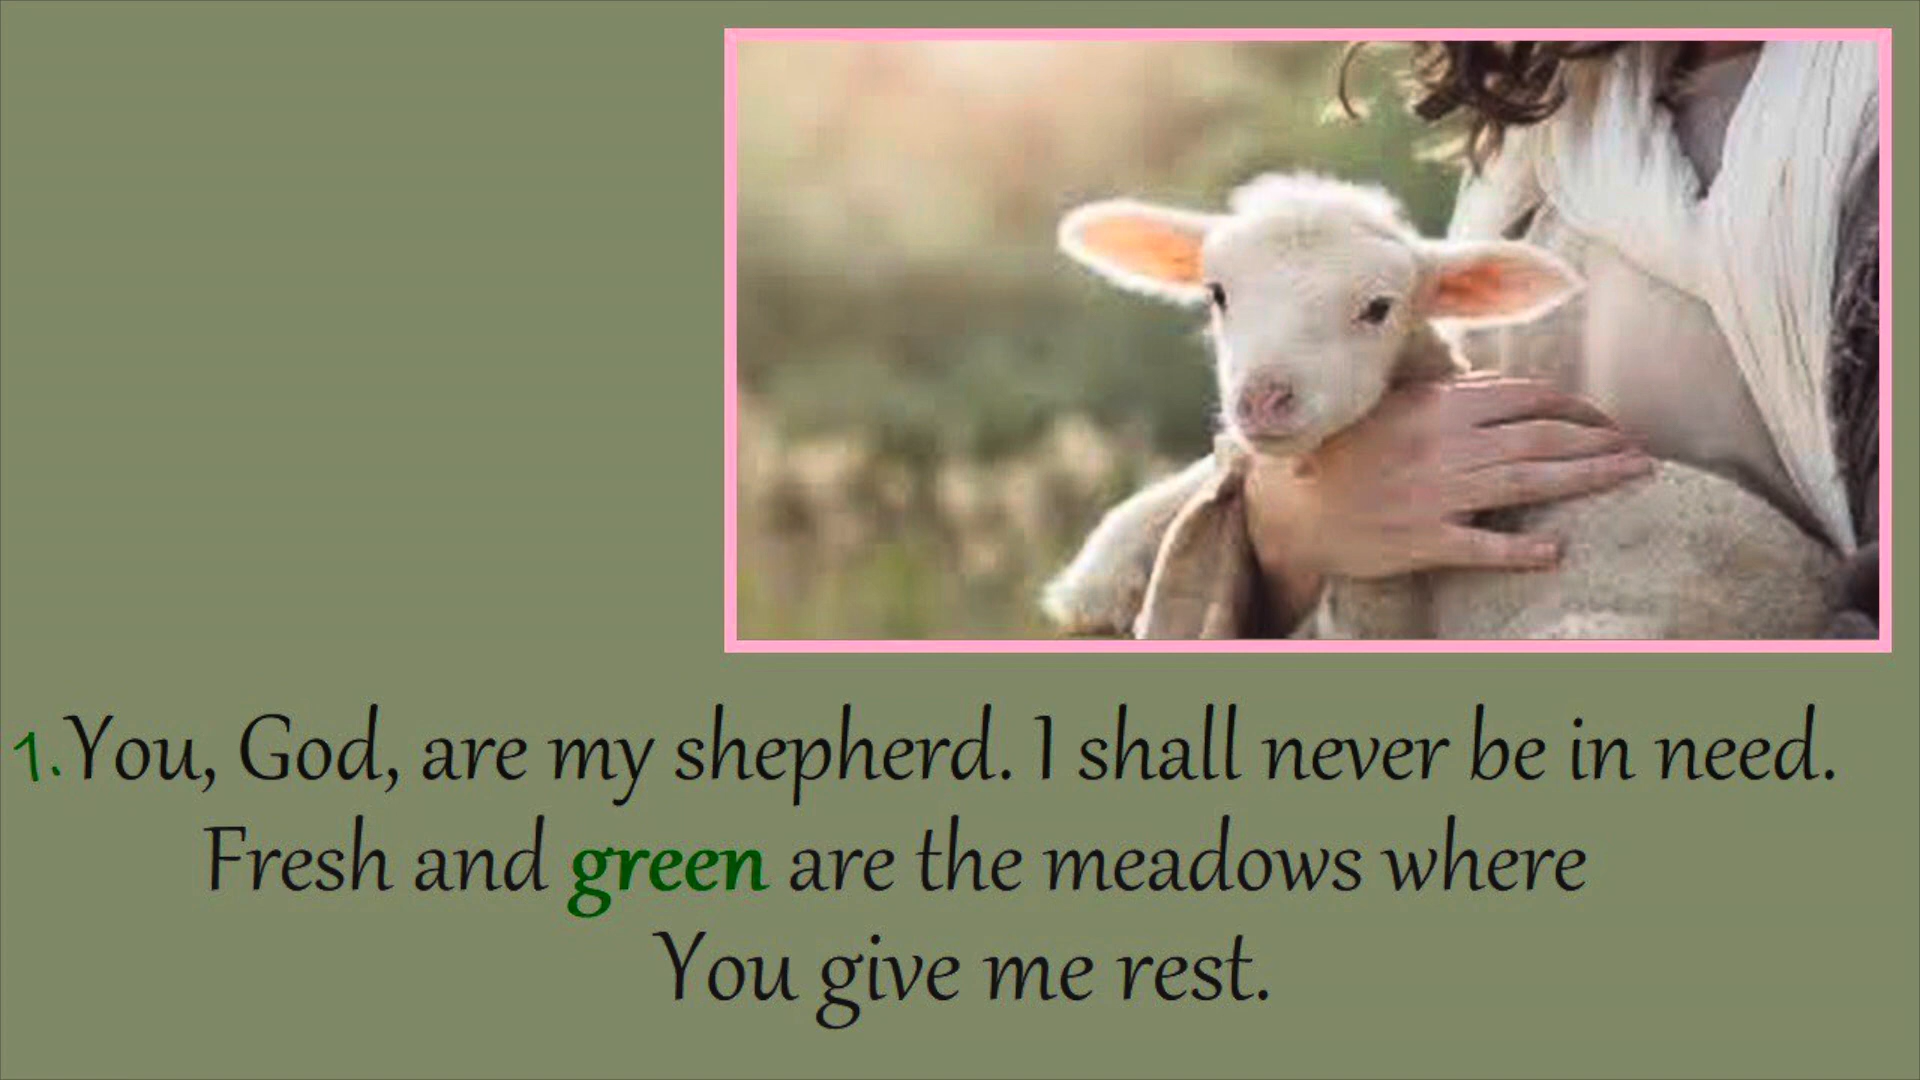 1.You, God, are my shepherd. I shall never be in need.
Fresh and green are the meadows where
You give me rest.